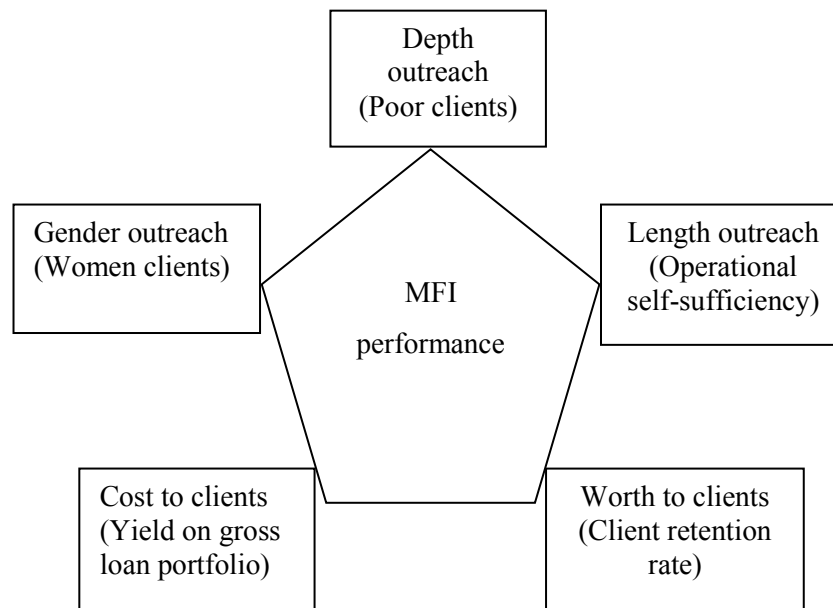 Depth
outreach
(Poor clients)
Gender outreach
(Women clients)
Length outreach
(Operational
self-sufficiency)
MFI
performance
Cost to clients
(Yield on gross
loan portfolio)
Worth to clients
(Client retention
rate)